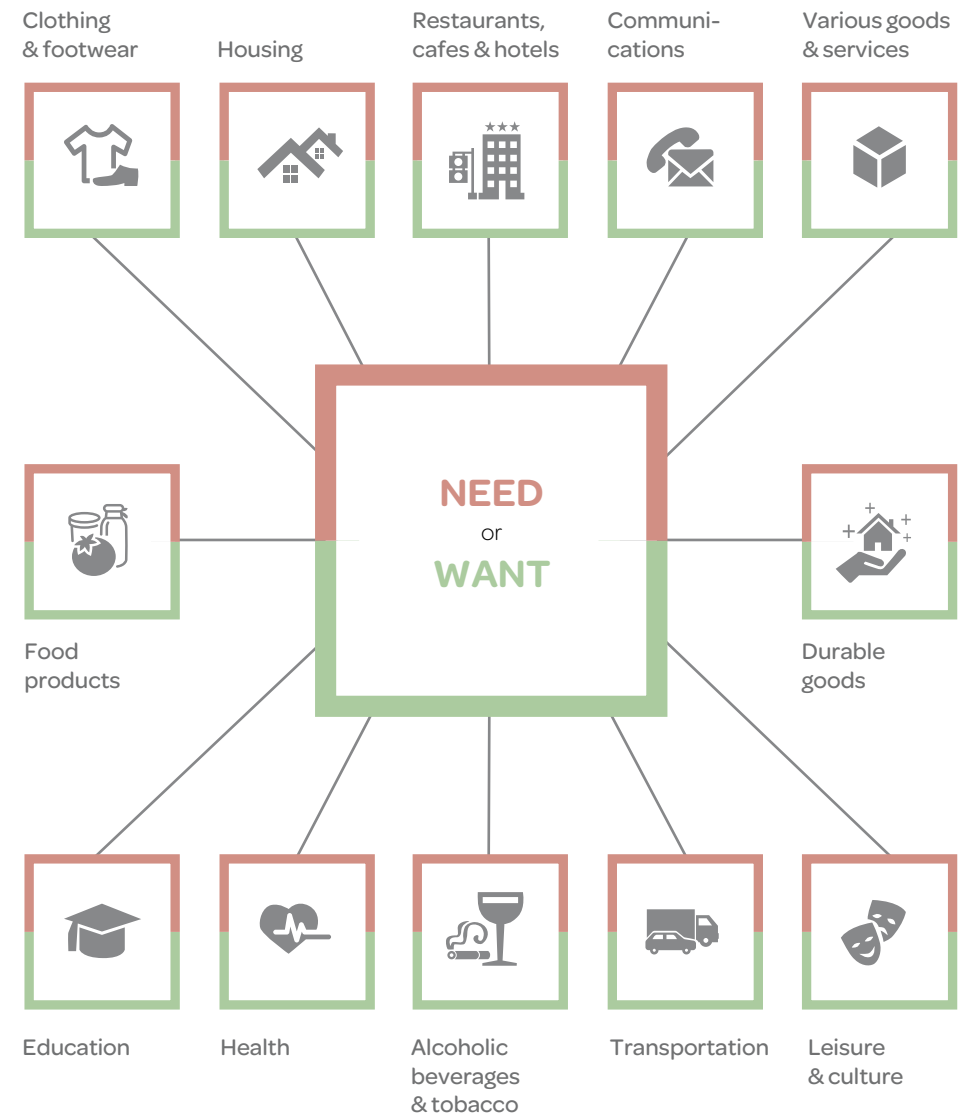 Clothing
& footwear
Housing
Restaurants,
cafes & hotels
Communi-
cations
Various goods
& services
NEED
or
WANT
Food
products
Durable
goods
Education
Health
Alcoholic
beverages
& tobacco
Transportation
Leisure
& culture